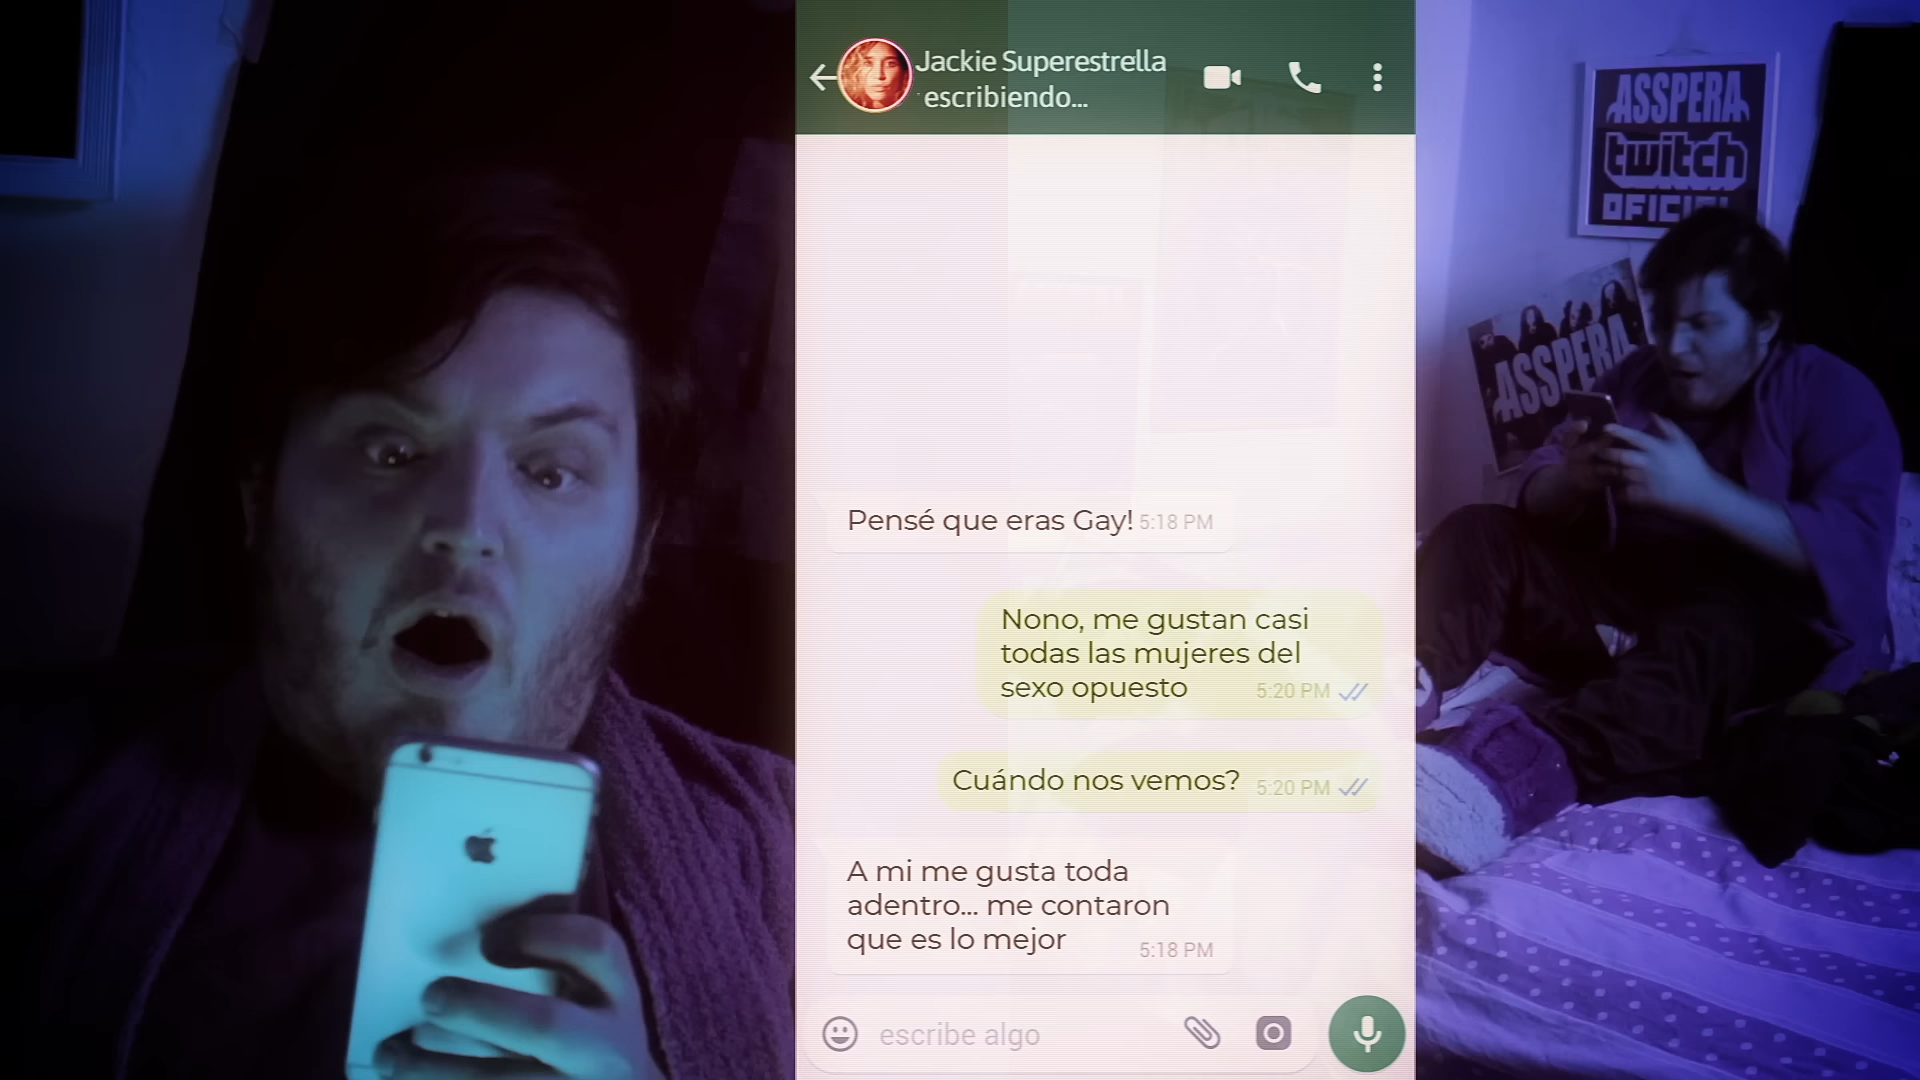 Jackie Superestrella
escribiendo...
Pensé que eras Gay! 5:18 PM
Nono, me gustan casi
todas las mujeres del
sexo opuesto 5:20 PM
Cuándo nos vemos? 5:20 PM
A mi me gusta toda
adentro... me contaron
que es lo mejor 5:18 PM
escribe algo
ASSPERA
twitch
OFICIAL
ASSPERA